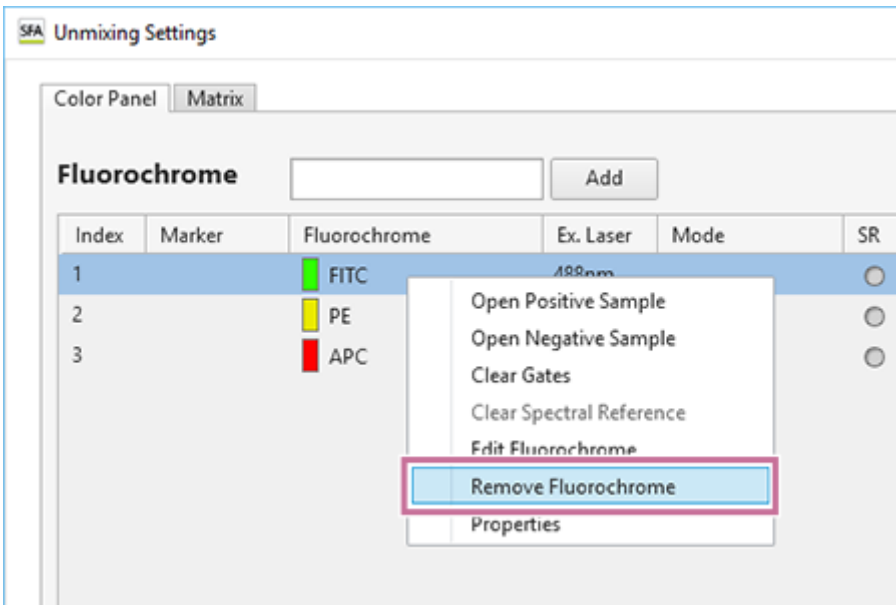 SFA Unmixing Settings
Color Panel Matrix
Fluorochrome Add
Index Marker Fluorochrome Ex. Laser Mode SR
1 FITC 488nm
2 PE
3 APC
Open Positive Sample
Open Negative Sample
Clear Gates
Clear Spectral Reference
Edit Fluorochrome
Remove Fluorochrome
Properties